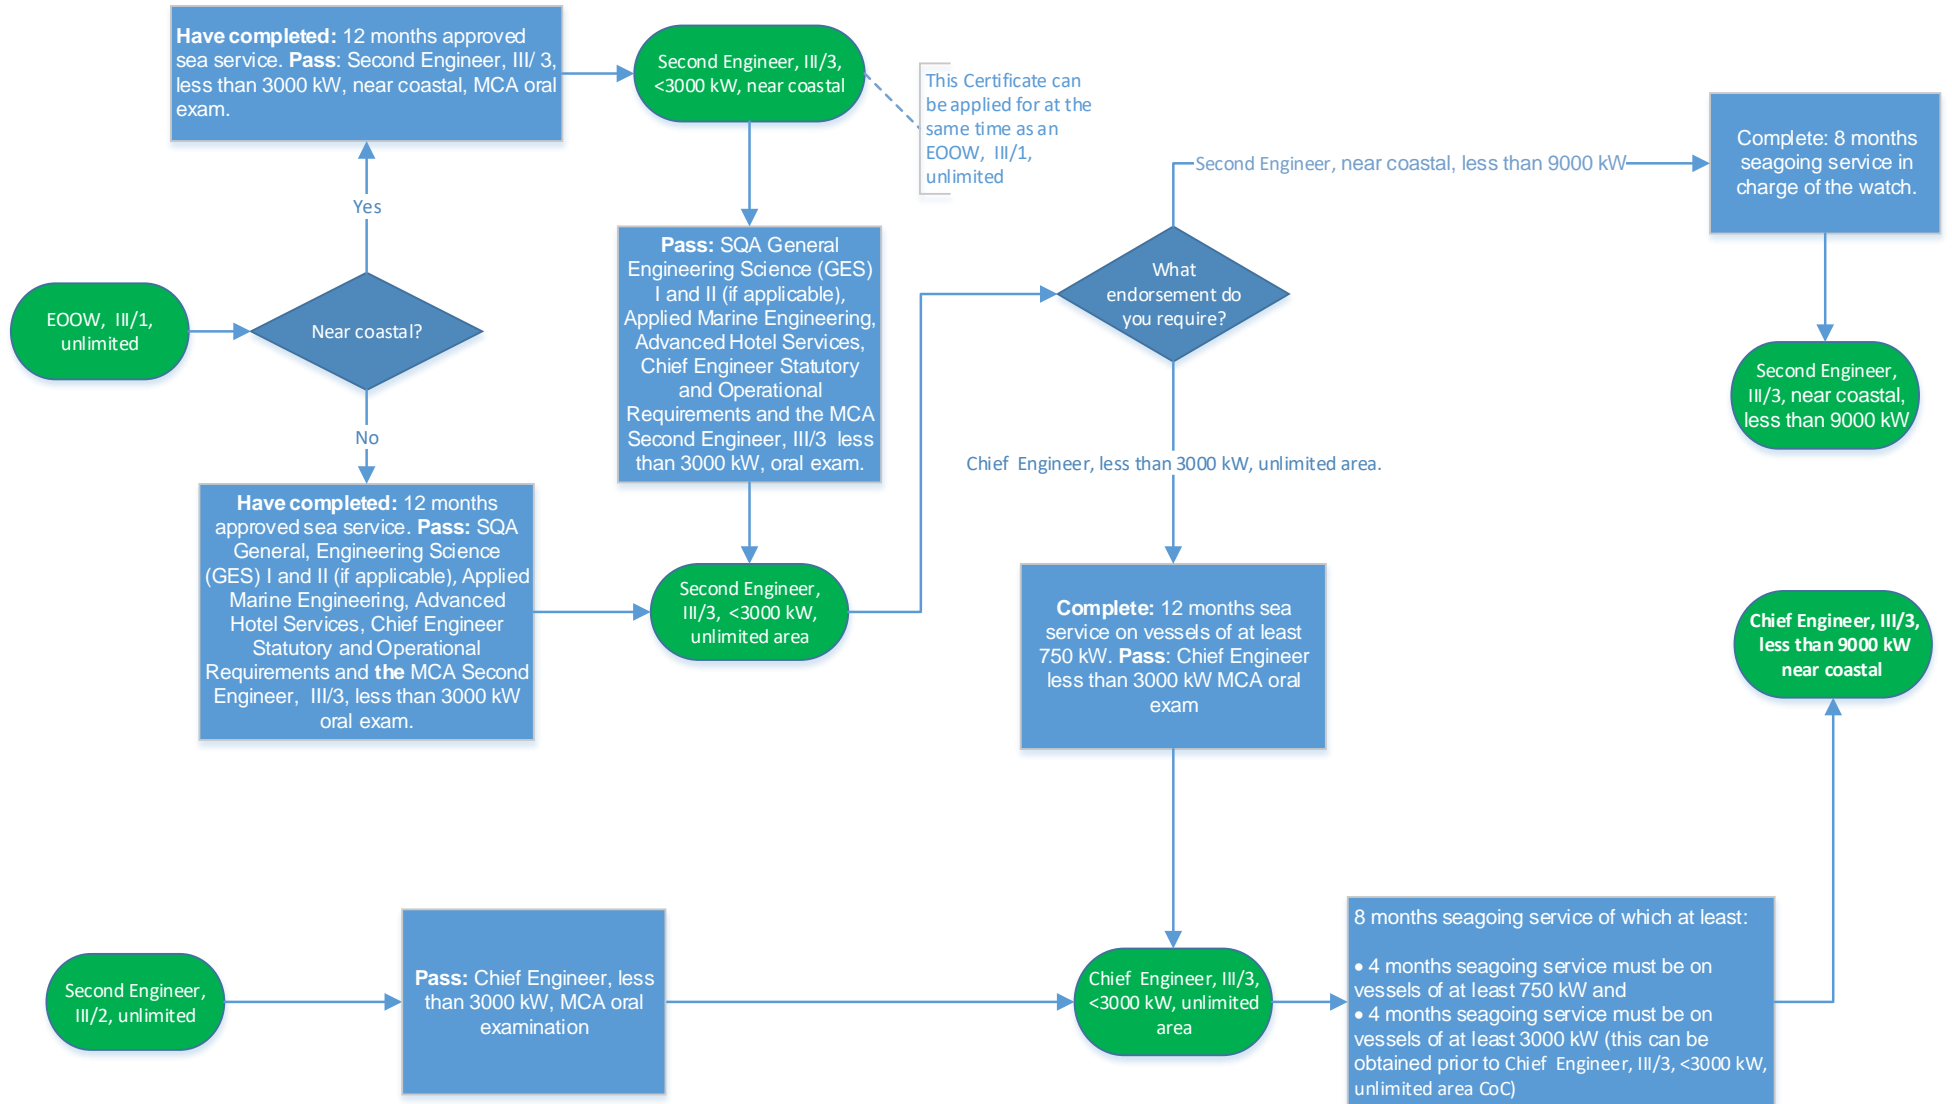 Have completed: 12 months approved
sea service. Pass: Second Engineer, III/ 3,
less than 3000 kW, near coastal, MCA oral
exam.
Second Engineer, III/3,
<3000 kW, near coastal
This Certificate can
be applied for at the
same time as an
EOOW, III/1,
unlimited
Second Engineer, near coastal, less than 9000 kW
Complete: 8 months
seagoing service in
charge of the watch.
Yes
EOOW, III/1,
unlimited
Near coastal?
Pass: SQA General
Engineering Science (GES)
I and II (if applicable),
Applied Marine Engineering,
Advanced Hotel Services,
Chief Engineer Statutory
and Operational
Requirements and the MCA
Second Engineer, III/3 less
than 3000 kW, oral exam.
What
endorsement do
you require?
Second Engineer,
III/3, near coastal,
less than 9000 kW
No
Chief Engineer, less than 3000 kW, unlimited area.
Have completed: 12 months
approved sea service. Pass: SQA
General, Engineering Science
(GES) I and II (if applicable), Applied
Marine Engineering, Advanced
Hotel Services, Chief Engineer
Statutory and Operational
Requirements and the MCA Second
Engineer, III/3, less than 3000 kW
oral exam.
Second Engineer,
III/3, <3000 kW,
unlimited area
Complete: 12 months sea
service on vessels of at least
750 kW. Pass: Chief Engineer
less than 3000 kW MCA oral
exam
Chief Engineer, III/3,
less than 9000 kW
near coastal
Second Engineer,
III/2, unlimited
Pass: Chief Engineer, less
than 3000 kW, MCA oral
examination
Chief Engineer, III/3,
<3000 kW, unlimited
area
8 months seagoing service of which at least:
• 4 months seagoing service must be on
vessels of at least 750 kW and
• 4 months seagoing service must be on
vessels of at least 3000 kW (this can be
obtained prior to Chief Engineer, III/3, <3000 kW,
unlimited area CoC)